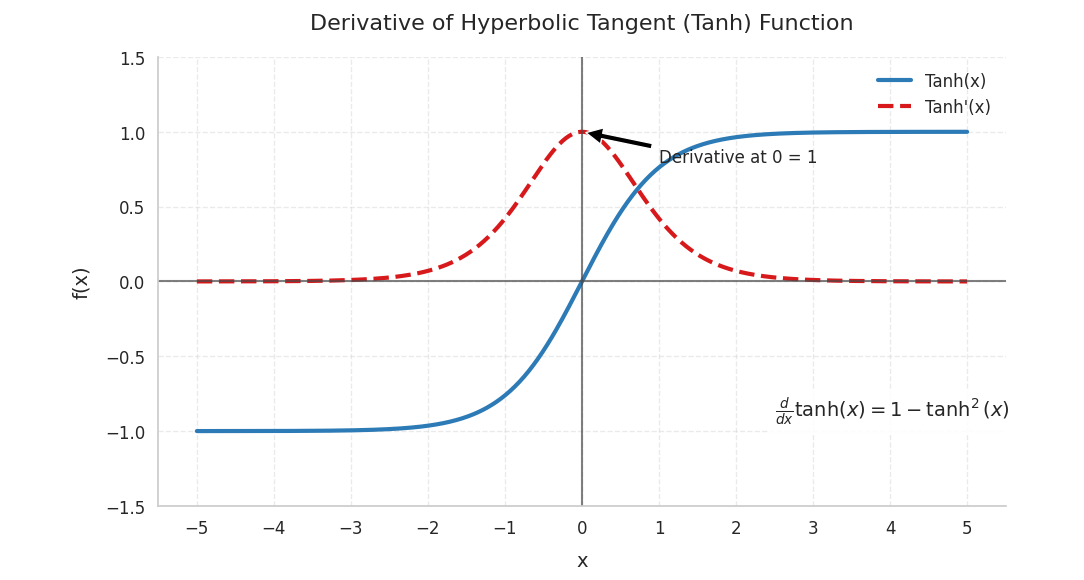 Derivative of Hyperbolic Tangent (Tanh) Function
Tanh(x)
Tanh'(x)
Derivative at 0 = 1
d/dx tanh(x) = 1 − tanh²(x)
f(x)
1.5
1.0
0.5
0.0
−0.5
−1.0
−1.5
−5 −4 −3 −2 −1 0 1 2 3 4 5
x